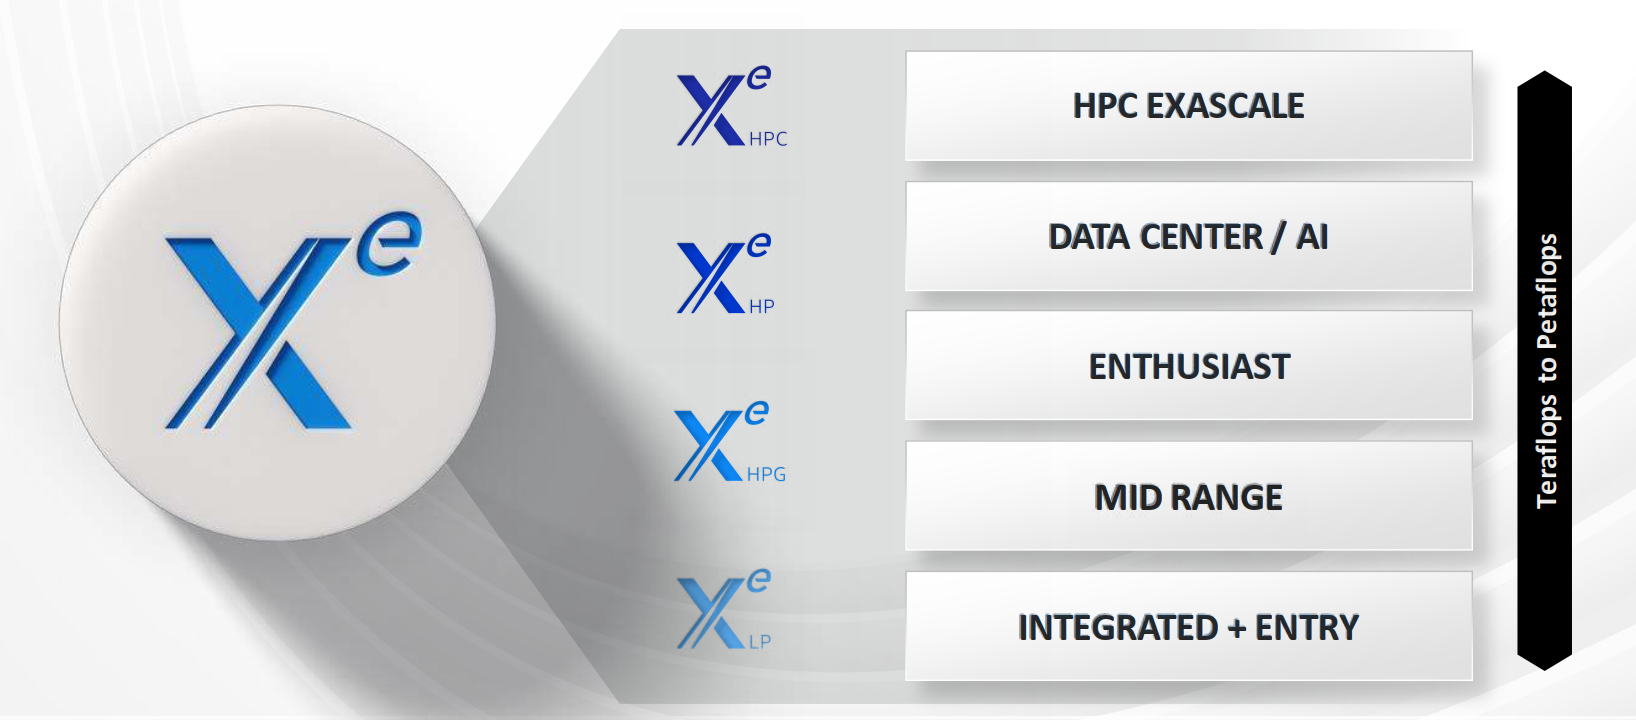 Xe
Xe HPC
HPC EXASCALE
Xe HP
DATA CENTER / AI
ENTHUSIAST
Xe HPG
MID RANGE
Xe LP
INTEGRATED + ENTRY
Teraflops to Petaflops